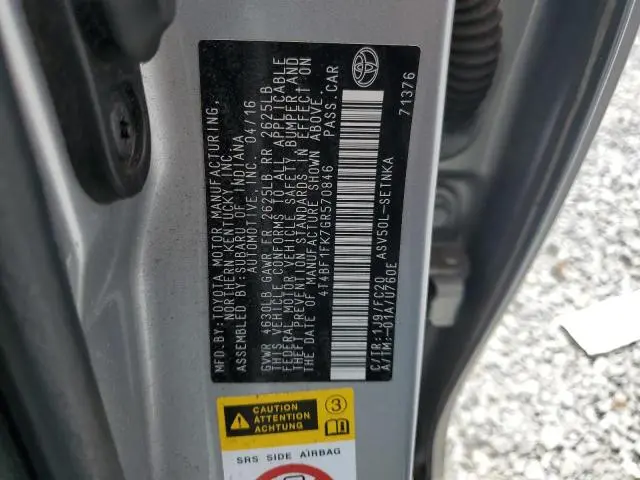 MFD.BY:TOYOTA MOTOR MANUFACTURING,
NORTHERN KENTUCKY, INC.
ASSEMBLED BY:SUBARU OF INDIANA
AUTOMOTIVE, INC. 04/16
GVWR 4630LB GAWR FR 2625LB RR 2625LB
THIS VEHICLE CONFORMS TO ALL APPLICABLE
FEDERAL MOTOR VEHICLE SAFETY, BUMPER AND
THEFT PREVENTION STANDARDS IN EFFECT ON
THE DATE OF MANUFACTURE SHOWN ABOVE.
4T4BF1FK7GR570846 PASS.CAR
C/TR:1J9/FC20 ASV50L-SETNKA
A/TM:-01A/U760E 71376
CAUTION
ATTENTION
ACHTUNG
3
SRS SIDE AIRBAG